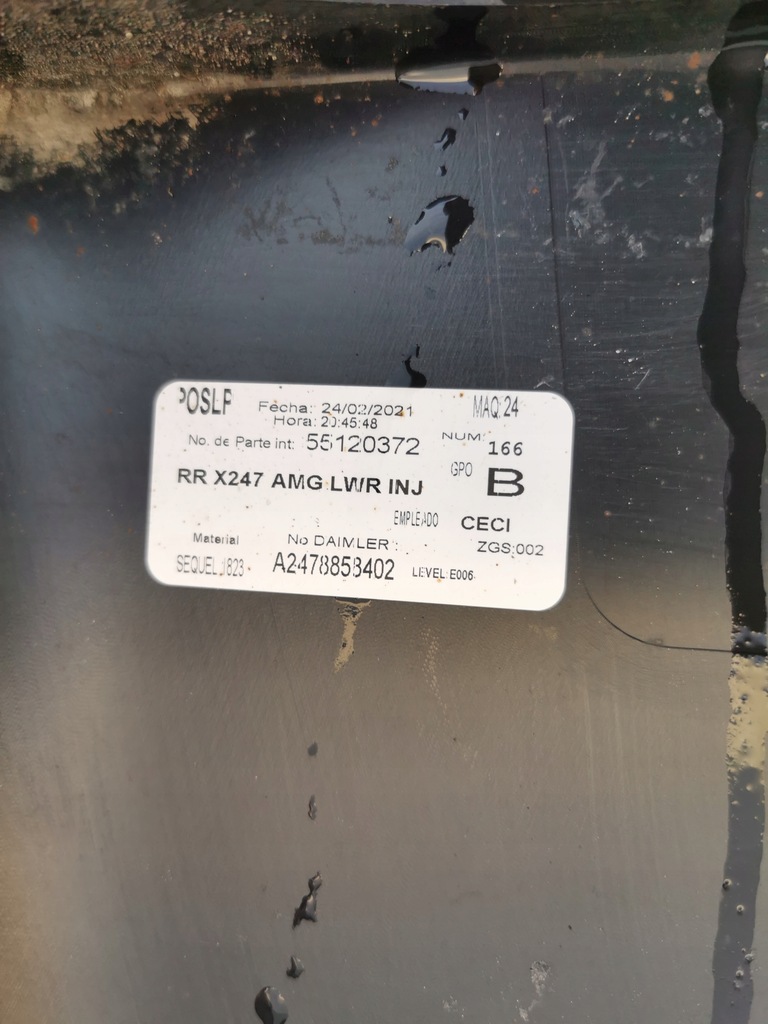 POSLP
Fecha: 24/02/2021
MAQ: 24
Hora: 20:45:48
No. de Parte int: 55120372
NUM: 166
RR X247 AMG LWR INJ
GPO B
EMPLEADO CECI
Material
No DAIMLER:
ZGS:002
SEQUEL 1823
A2478858402
LEVEL:E006